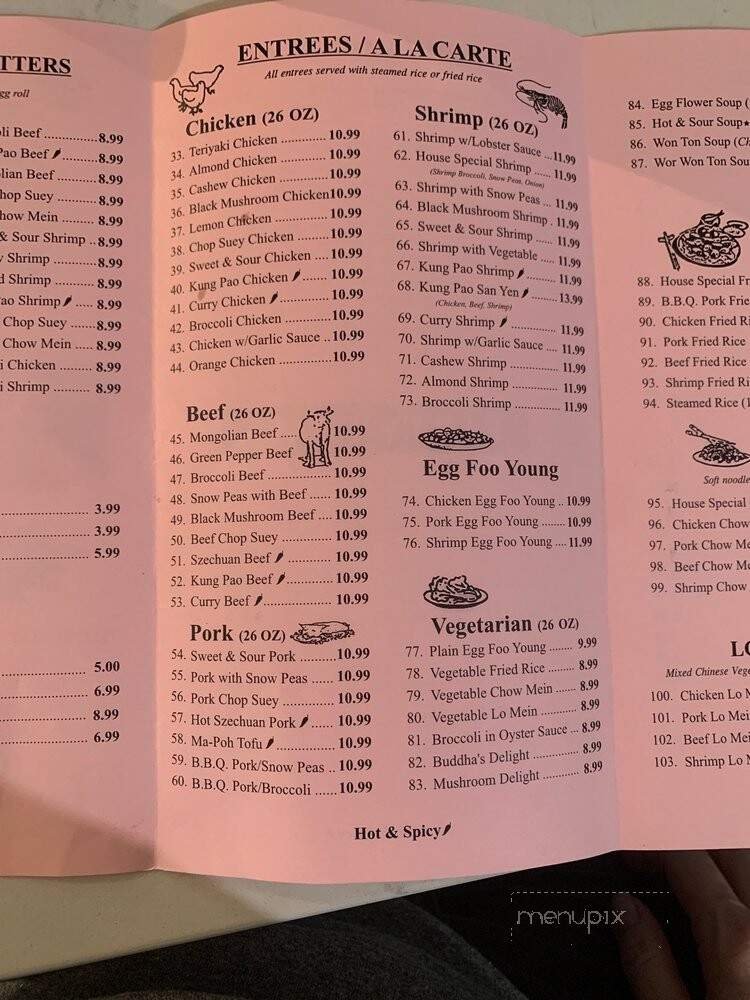 TTERS
gg roll
li Beef ..............8.99
Pao Beef ..........8.99
lian Beef ...........8.99
hop Suey ..........8.99
how Mein .........8.99
& Sour Shrimp ..8.99
y Shrimp ..........8.99
d Shrimp .......... 8.99
ao Shrimp ..... 8.99
Chop Suey .......8.99
Chow Mein ..... 8.99
i Chicken ......... 8.99
i Shrimp .......... 8.99
3.99
3.99
5.99
5.00
6.99
8.99
6.99
ENTREES / A LA CARTE
All entrees served with steamed rice or fried rice
Chicken (26 OZ)
33. Teriyaki Chicken ............ 10.99
34. Almond Chicken ............ 10.99
35. Cashew Chicken ............ 10.99
36. Black Mushroom Chicken10.99
37. Lemon Chicken .............. 10.99
38. Chop Suey Chicken ........ 10.99
39. Sweet & Sour Chicken .... 10.99
40. Kung Pao Chicken ...... 10.99
41. Curry Chicken ............ 10.99
42. Broccoli Chicken ............ 10.99
43. Chicken w/Garlic Sauce ..10.99
44. Orange Chicken ..............10.99
Beef (26 OZ)
45. Mongolian Beef ..... 10.99
46. Green Pepper Beef 10.99
47. Broccoli Beef .................. 10.99
48. Snow Peas with Beef ...... 10.99
49. Black Mushroom Beef .... 10.99
50. Beef Chop Suey .............. 10.99
51. Szechuan Beef ............ 10.99
52. Kung Pao Beef ........... 10.99
53. Curry Beef .................. 10.99
Pork (26 OZ)
54. Sweet & Sour Pork ..........10.99
55. Pork with Snow Peas ...... 10.99
56. Pork Chop Suey .............. 10.99
57. Hot Szechuan Pork ..... 10.99
58. Ma-Poh Tofu ............... 10.99
59. B.B.Q. Pork/Snow Peas .. 10.99
60. B.B.Q. Pork/Broccoli ......10.99
Shrimp (26 OZ)
61. Shrimp w/Lobster Sauce ...11.99
62. House Special Shrimp ...... 11.99
(Shrimp Broccoli, Snow Peas, Onion)
63. Shrimp with Snow Peas ... 11.99
64. Black Mushroom Shrimp . 11.99
65. Sweet & Sour Shrimp ...... 11.99
66. Shrimp with Vegetable .... 11.99
67. Kung Pao Shrimp ......... 11.99
68. Kung Pao San Yen ....... 13.99
(Chicken, Beef, Shrimp)
69. Curry Shrimp ............. 11.99
70. Shrimp w/Garlic Sauce .... 11.99
71. Cashew Shrimp ............... 11.99
72. Almond Shrimp ............... 11.99
73. Broccoli Shrimp .............. 11.99
Egg Foo Young
74. Chicken Egg Foo Young .. 10.99
75. Pork Egg Foo Young ....... 10.99
76. Shrimp Egg Foo Young .... 11.99
Vegetarian (26 OZ)
77. Plain Egg Foo Young ....... 9.99
78. Vegetable Fried Rice ....... 8.99
79. Vegetable Chow Mein ..... 8.99
80. Vegetable Lo Mein .......... 8.99
81. Broccoli in Oyster Sauce ... 8.99
82. Buddha's Delight ............. 8.99
83. Mushroom Delight ........... 8.99
Hot & Spicy
84. Egg Flower Soup (
85. Hot & Sour Soup
86. Won Ton Soup (Ch
87. Wor Won Ton Sou
88. House Special Fr
89. B.B.Q. Pork Frie
90. Chicken Fried Ri
91. Pork Fried Rice
92. Beef Fried Rice
93. Shrimp Fried Ri
94. Steamed Rice (1
Soft noodle
95. House Special
96. Chicken Chow
97. Pork Chow Me
98. Beef Chow Me
99. Shrimp Chow
LO
Mixed Chinese Vege
100. Chicken Lo M
101. Pork Lo Mei
102. Beef Lo Mei
103. Shrimp Lo M
menupix